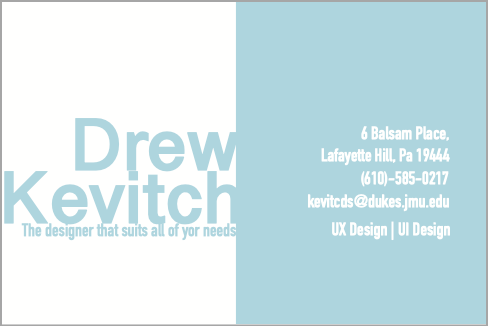 Drew
Kevitch
The designer that suits all of yor needs
6 Balsam Place,
Lafayette Hill, Pa 19444
(610)-585-0217
kevitcds@dukes.jmu.edu
UX Design | UI Design